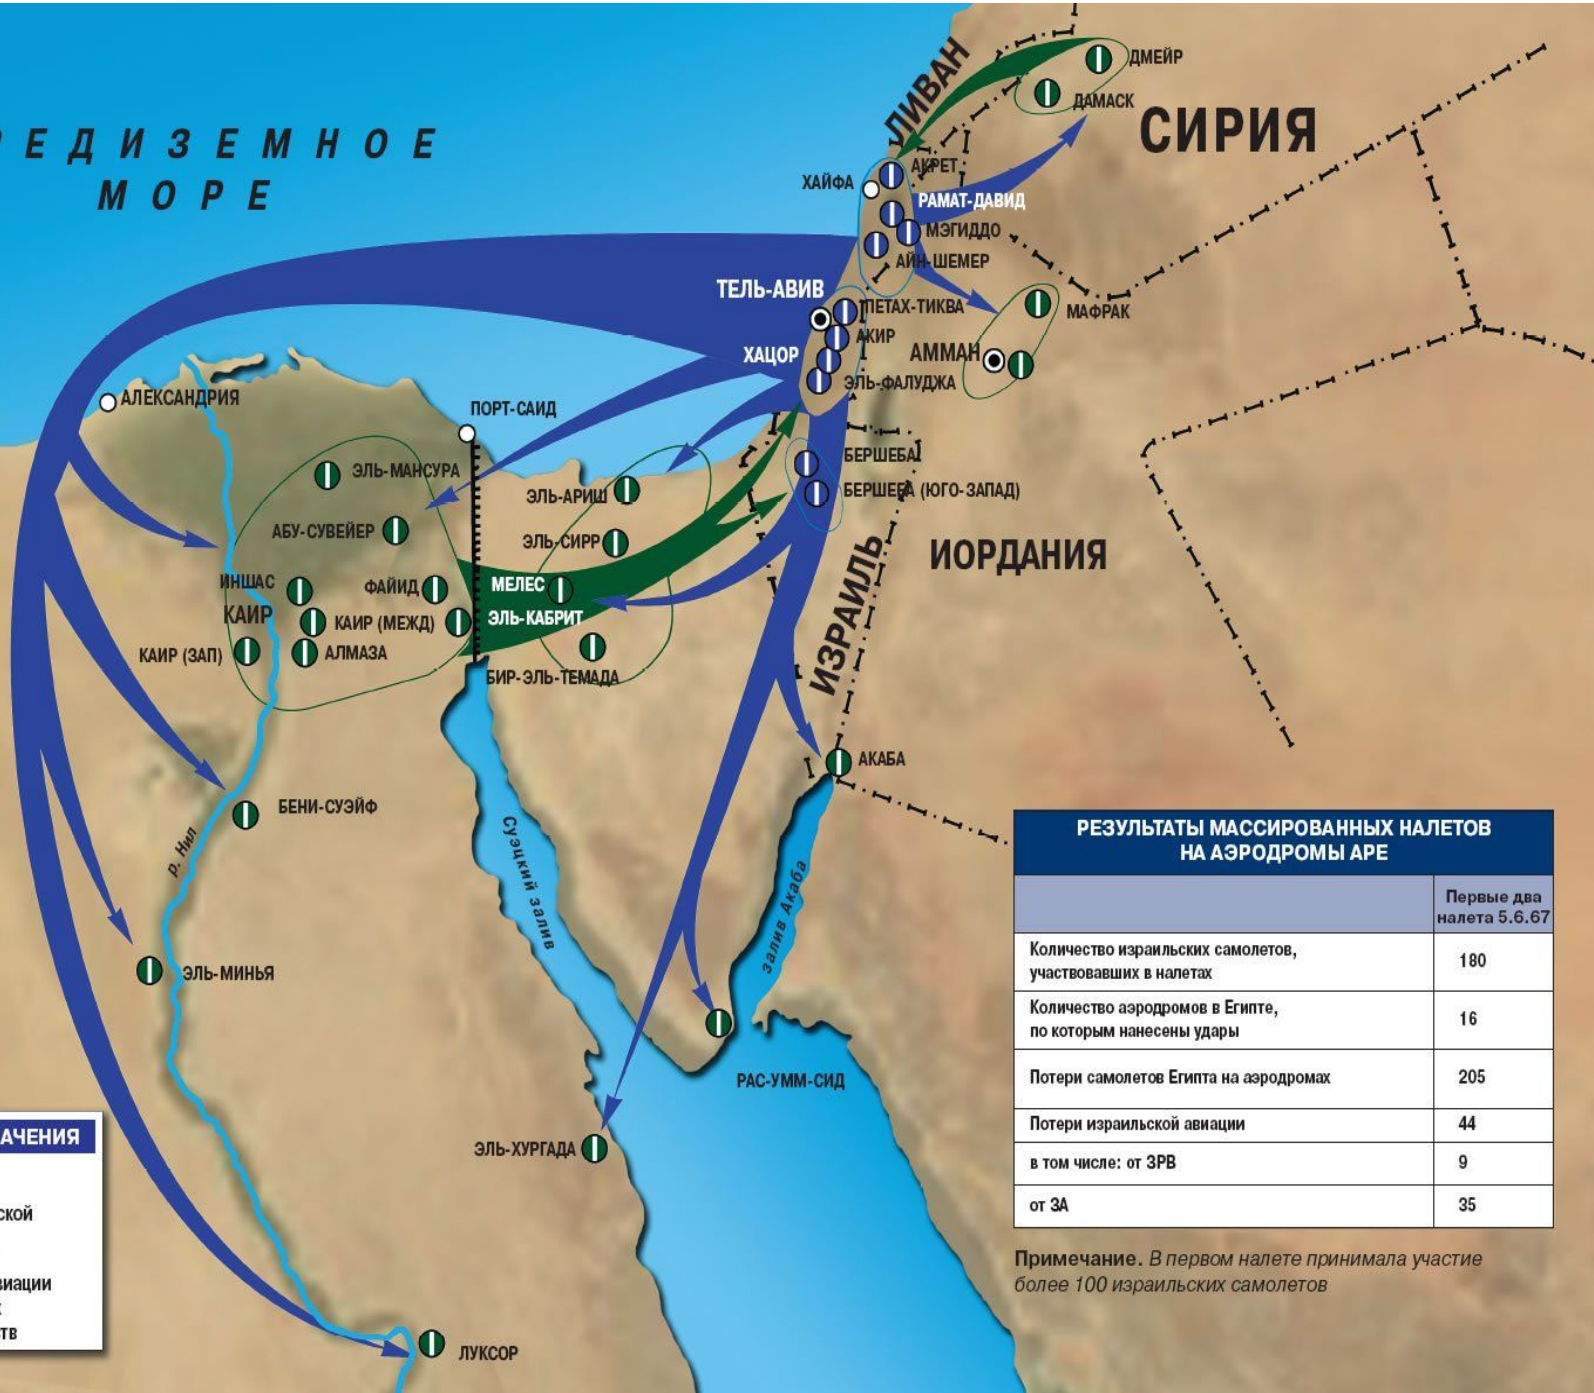 ЕДИЗЕМНОЕ
МОРЕ
ЛИВАН
ДМЕЙР
ДАМАСК
СИРИЯ
АКРЕТ
ХАЙФА
РАМАТ-ДАВИД
МЭГИДДО
АЙН-ШЕМЕР
ТЕЛЬ-АВИВ
ПЕТАХ-ТИКВА
МАФРАК
АКИР
ХАЦОР
АММАН
ЭЛЬ-ФАЛУДЖА
АЛЕКСАНДРИЯ
ПОРТ-САИД
БЕРШЕБА
ЭЛЬ-МАНСУРА
ЭЛЬ-АРИШ
БЕРШЕБА (ЮГО-ЗАПАД)
АБУ-СУВЕЙЕР
ЭЛЬ-СИРР
ИОРДАНИЯ
ИЗРАИЛЬ
ИНШАС
ФАЙИД
МЕЛЕС
КАИР
КАИР (МЕЖД)
ЭЛЬ-КАБРИТ
КАИР (ЗАП)
АЛМАЗА
БИР-ЭЛЬ-ТЕМАДА
АКАБА
БЕНИ-СУЭЙФ
р. Нил
Суэцкий залив
залив Акаба
ЭЛЬ-МИНЬЯ
РАС-УММ-СИД
ЭЛЬ-ХУРГАДА
ЛУКСОР
АЧЕНИЯ
ской
виации
тв
РЕЗУЛЬТАТЫ МАССИРОВАННЫХ НАЛЕТОВ
НА АЭРОДРОМЫ АРЕ
Первые два
налета 5.6.67
Количество израильских самолетов,
участвовавших в налетах
180
Количество аэродромов в Египте,
по которым нанесены удары
16
Потери самолетов Египта на аэродромах
205
Потери израильской авиации
44
в том числе: от ЗРВ
9
от ЗА
35
Примечание. В первом налете принимала участие
более 100 израильских самолетов